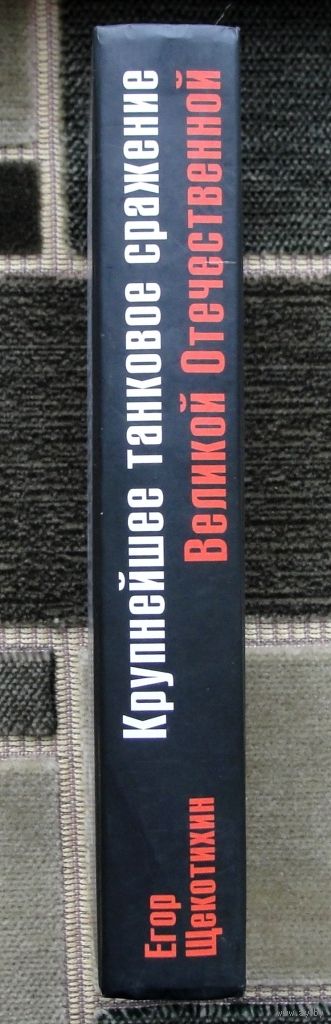 Егор
Щекотихин
Крупнейшее танковое сражение
Великой Отечественной